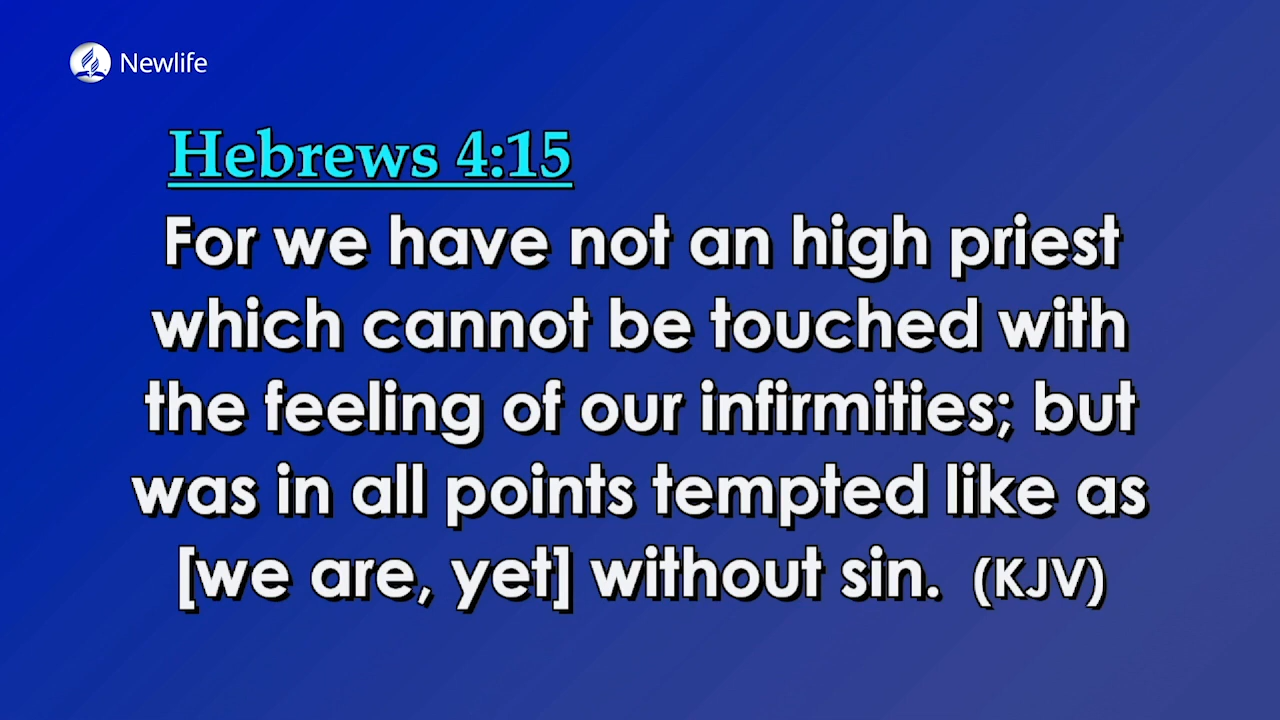 Newlife
Hebrews 4:15
For we have not an high priest
which cannot be touched with
the feeling of our infirmities; but
was in all points tempted like as
[we are, yet] without sin. (KJV)